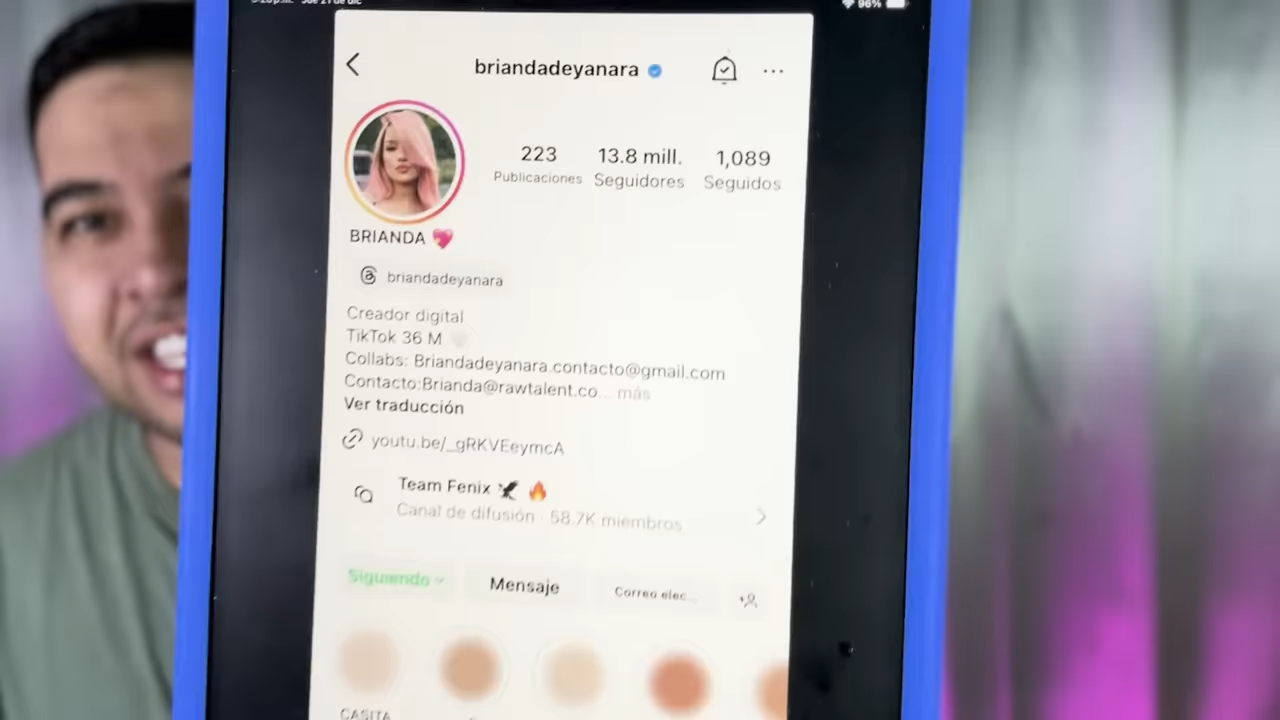 96%
briandadeyanara
223 13.8 mill. 1,089
Publicaciones Seguidores Seguidos
BRIANDA 💖
briandadeyanara
Creador digital
TikTok 36 M 🤍
Collabs: Briandadeyanara.contacto@gmail.com
Contacto:Brianda@rawtalent.co... más
Ver traducción
youtu.be/_gRKVEeymcA
Team Fenix 🐦‍⬛ 🔥
Canal de difusión · 58.7K miembros
Siguiendo Mensaje Correo elec...
CASITA